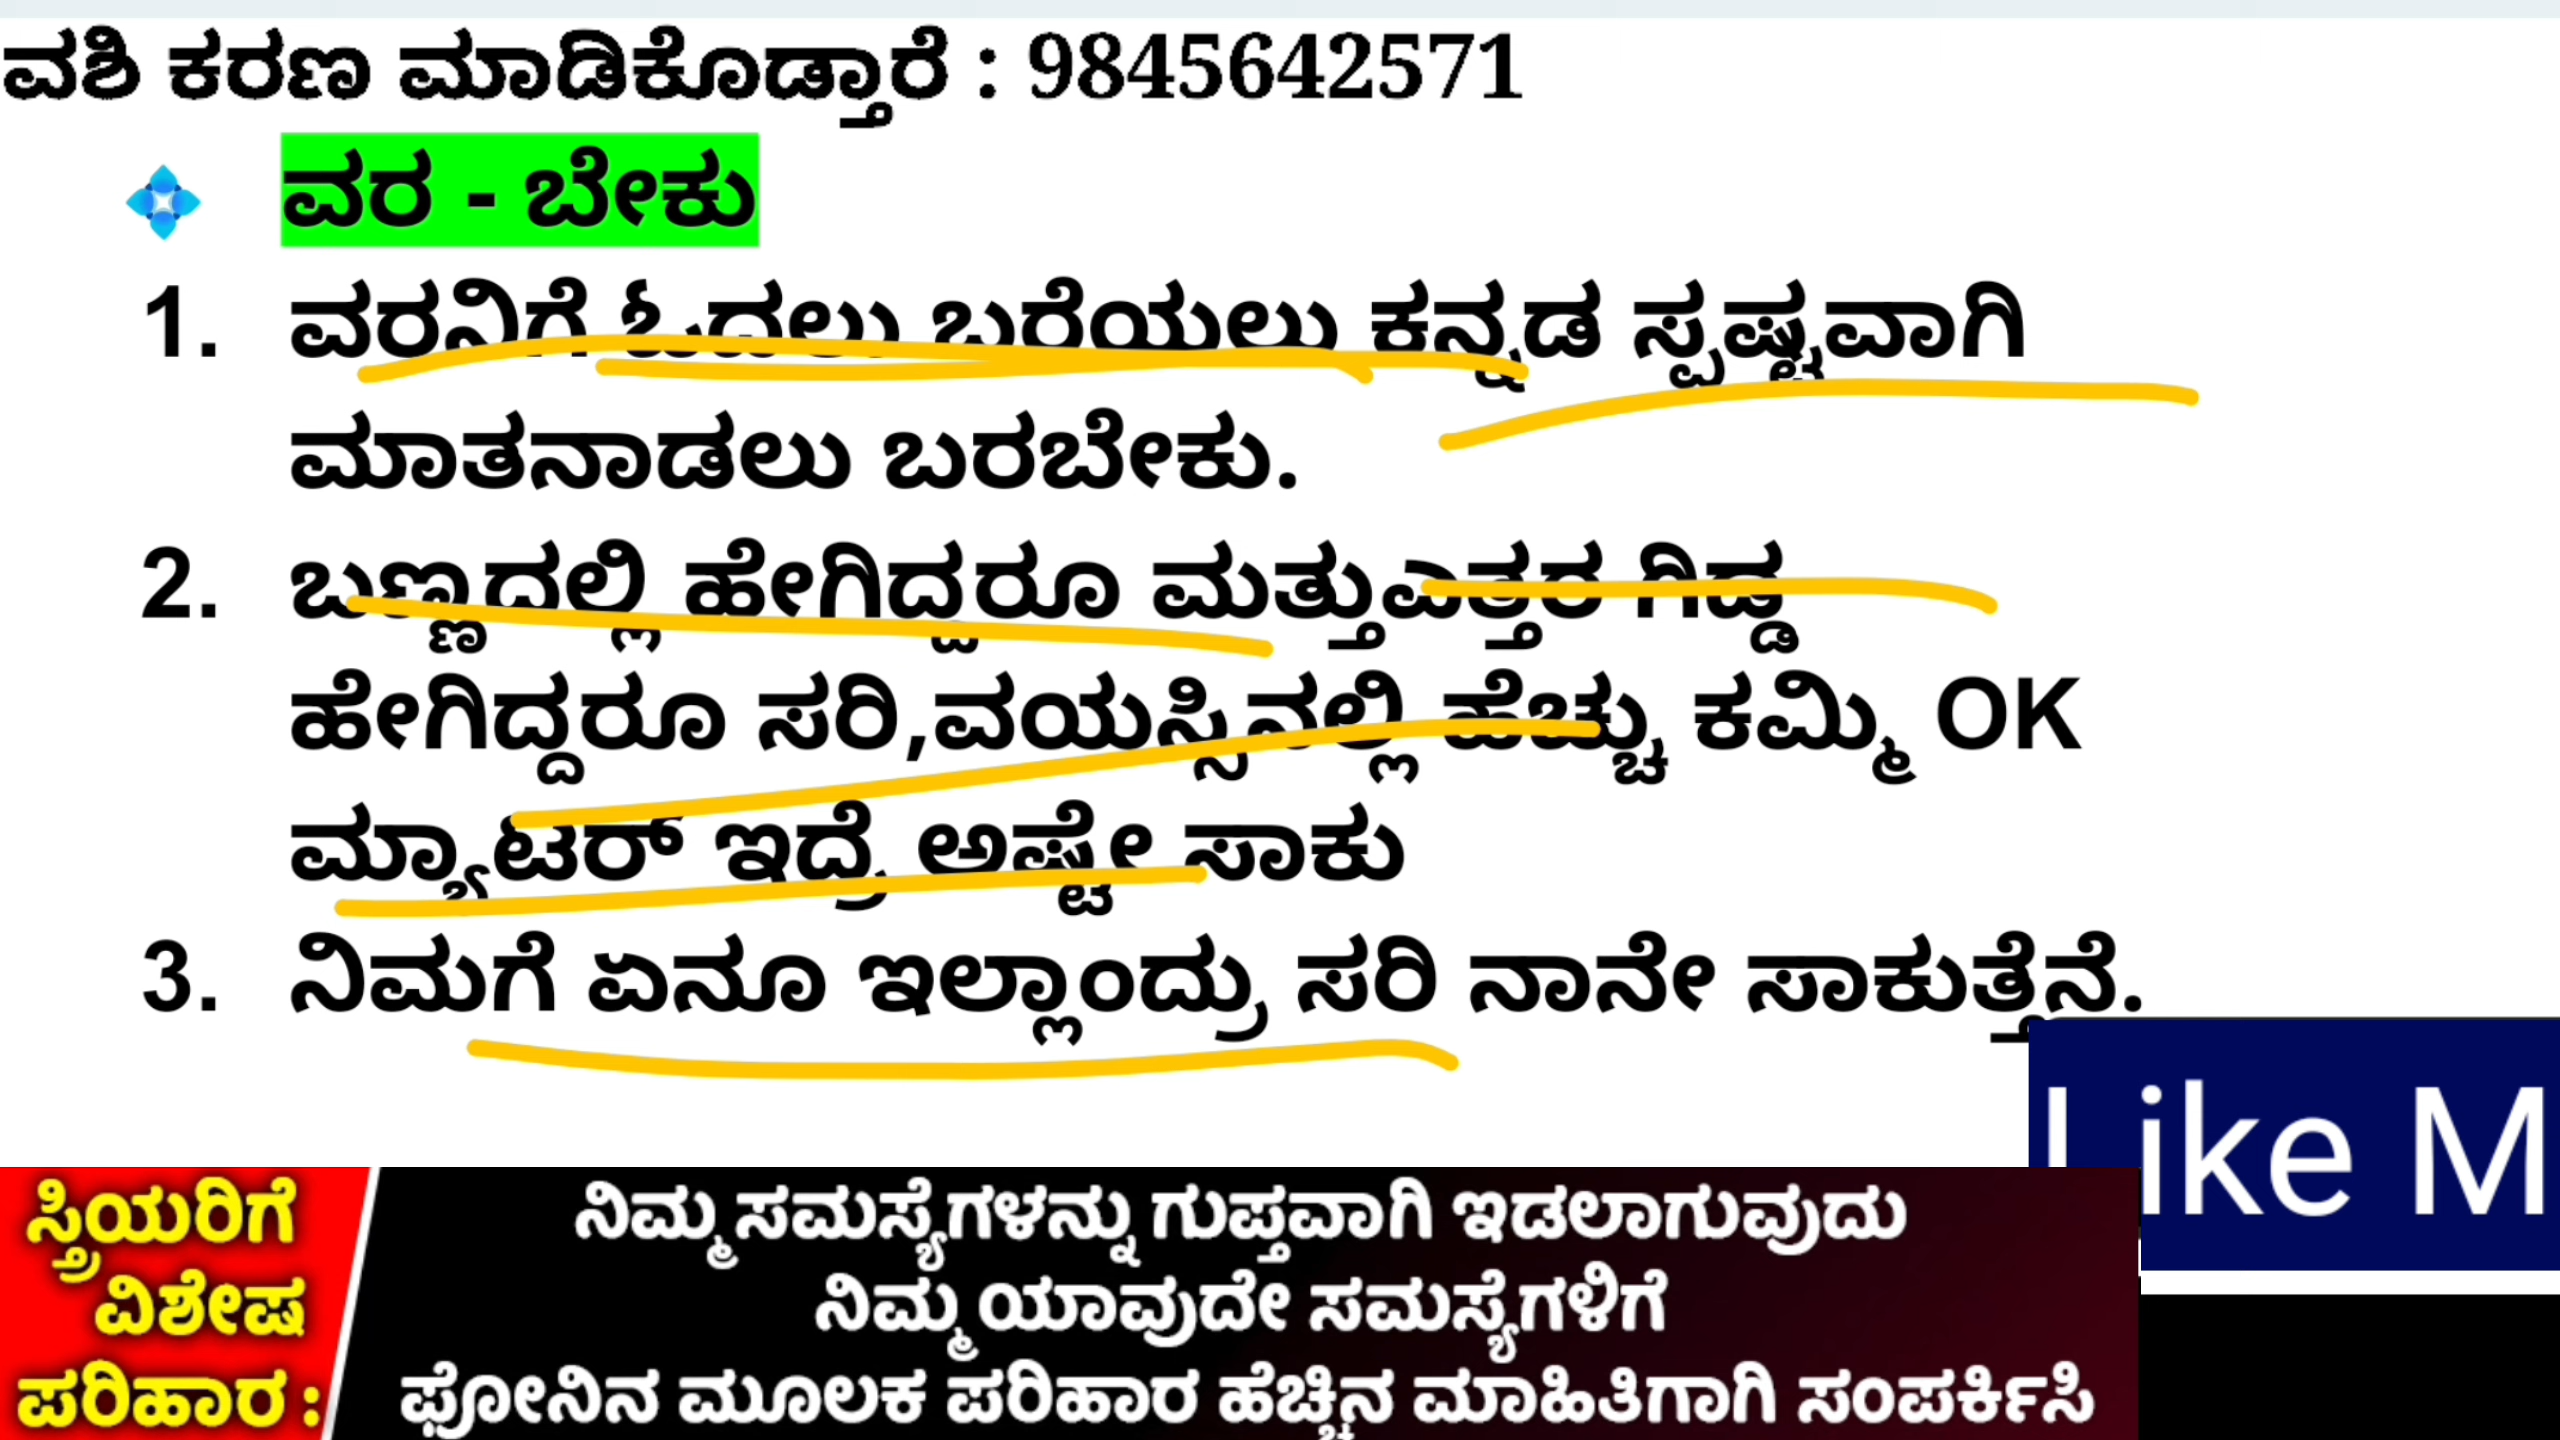 ವಶಿ ಕರಣ ಮಾಡಿಕೊಡ್ತಾರೆ : 9845642571
ವರ - ಬೇಕು
1. ವರನಿಗೆ ಓದಲು ಬರೆಯಲು ಕನ್ನಡ ಸ್ಪಷ್ಟವಾಗಿ
ಮಾತನಾಡಲು ಬರಬೇಕು.
2. ಬಣ್ಣದಲ್ಲಿ ಹೇಗಿದ್ದರೂ ಮತ್ತುಎತ್ತರ ಗಿಡ್ಡ
ಹೇಗಿದ್ದರೂ ಸರಿ,ವಯಸ್ಸಿನಲ್ಲಿ ಹೆಚ್ಚು ಕಮ್ಮಿ OK
ಮ್ಯಾಟರ್ ಇದ್ರೆ ಅಷ್ಟೇ ಸಾಕು
3. ನಿಮಗೆ ಏನೂ ಇಲ್ಲಾಂದ್ರು ಸರಿ ನಾನೇ ಸಾಕುತ್ತೆನೆ.
Like M
ಸ್ತ್ರಿಯರಿಗೆ
ವಿಶೇಷ
ಪರಿಹಾರ :
ನಿಮ್ಮ ಸಮಸ್ಯೆಗಳನ್ನು ಗುಪ್ತವಾಗಿ ಇಡಲಾಗುವುದು
ನಿಮ್ಮ ಯಾವುದೇ ಸಮಸ್ಯೆಗಳಿಗೆ
ಫೋನಿನ ಮೂಲಕ ಪರಿಹಾರ ಹೆಚ್ಚಿನ ಮಾಹಿತಿಗಾಗಿ ಸಂಪರ್ಕಿಸಿ